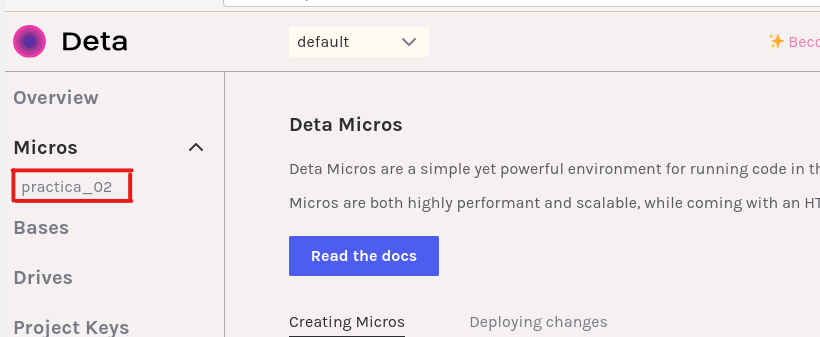 Deta
default
✨ Beco
Overview
Micros
practica_02
Bases
Drives
Project Keys
Deta Micros
Deta Micros are a simple yet powerful environment for running code in th
Micros are both highly performant and scalable, while coming with an HT
Read the docs
Creating Micros
Deploying changes